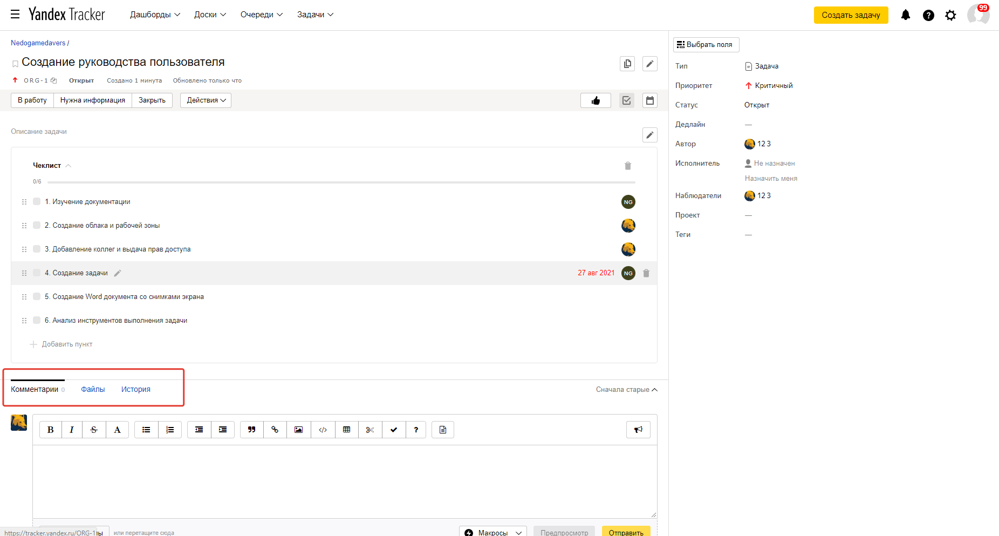 Yandex Tracker Дашборды Доски Очереди Задачи Создать задачу ? 99
Nedogamedavers /
Создание руководства пользователя
ORG-1 Открыт Создано 1 минута Обновлено только что
В работу Нужна информация Закрыть Действия
Описание задачи
Чеклист
0/6
1. Изучение документации NG
2. Создание облака и рабочей зоны
3. Добавление коллег и выдача прав доступа
4. Создание задачи 27 авг 2021 NG
5. Создание Word документа со снимками экрана
6. Анализ инструментов выполнения задачи
Добавить пункт
Комментарии 0 Файлы История Сначала старые
B I S A ?
https://tracker.yandex.ru/ORG-1 или перетащите сюда Макросы Предпросмотр Отправить
Выбрать поля
Тип Задача
Приоритет Критичный
Статус Открыт
Дедлайн —
Автор 12 3
Исполнитель Не назначен
Назначить меня
Наблюдатели 12 3
Проект —
Теги —